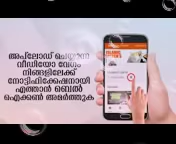 അപ്‌ലോഡ് ചെയ്യുന്ന
വീഡിയോ വേഗം
നിങ്ങളിലേക്ക്
നോട്ടിഫിക്കേഷനായി
എത്താൻ ബെൽ
ഐക്കൺ അമർത്തുക